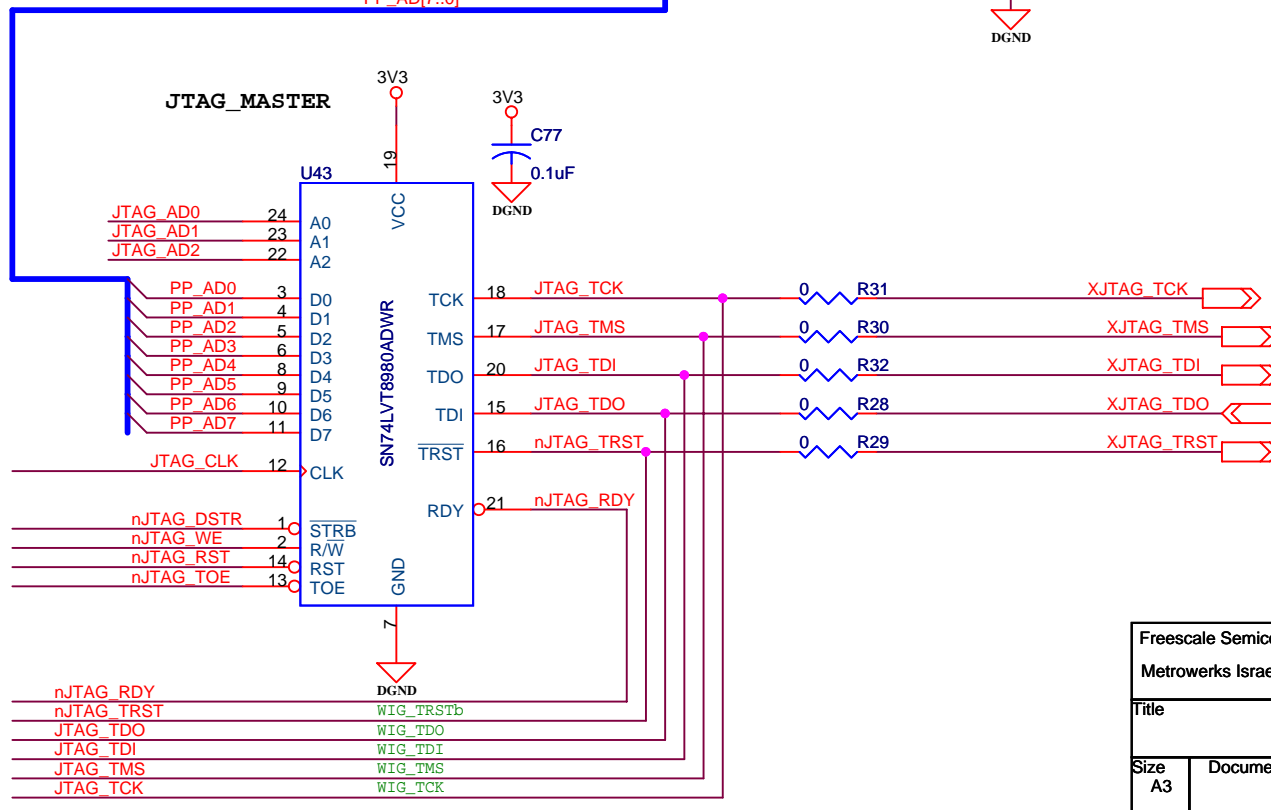 PP_AD[7..0]
DGND
JTAG_MASTER
3V3
3V3
C77
0.1uF
DGND
U43
19
VCC
JTAG_AD0 24 A0
JTAG_AD1 23 A1
JTAG_AD2 22 A2
PP_AD0 3 D0
PP_AD1 4 D1
PP_AD2 5 D2
PP_AD3 6 D3
PP_AD4 8 D4
PP_AD5 9 D5
PP_AD6 10 D6
PP_AD7 11 D7
JTAG_CLK 12 CLK
nJTAG_DSTR 1 STRB
nJTAG_WE 2 R/W
nJTAG_RST 14 RST
nJTAG_TOE 13 TOE
SN74LVT8980ADWR
TCK 18 JTAG_TCK 0 R31 XJTAG_TCK
TMS 17 JTAG_TMS 0 R30 XJTAG_TMS
TDO 20 JTAG_TDI 0 R32 XJTAG_TDI
TDI 15 JTAG_TDO 0 R28 XJTAG_TDO
TRST 16 nJTAG_TRST 0 R29 XJTAG_TRST
RDY 21 nJTAG_RDY
GND
7
DGND
nJTAG_RDY
nJTAG_TRST WIG_TRSTb
JTAG_TDO WIG_TDO
JTAG_TDI WIG_TDI
JTAG_TMS WIG_TMS
JTAG_TCK WIG_TCK
Freescale Semic
Metrowerks Israe
Title
Size Docume
A3